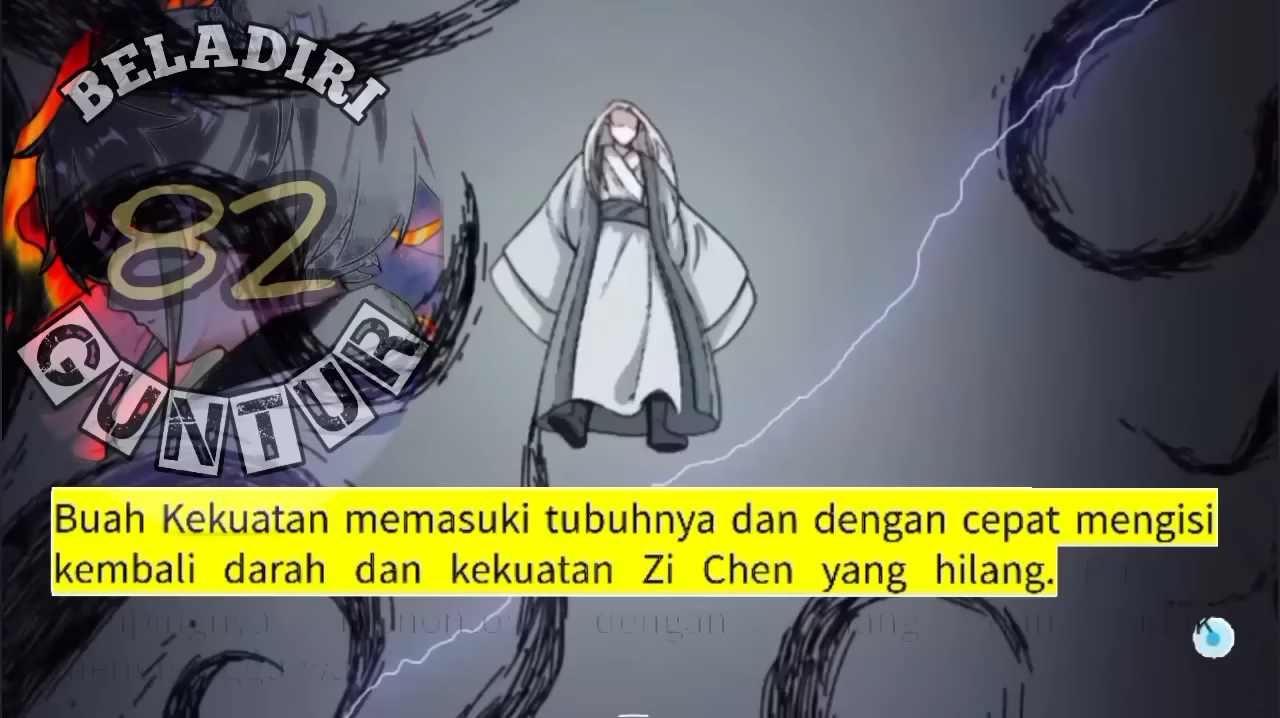 BELADIRI
82
GUNTUR
Buah Kekuatan memasuki tubuhnya dan dengan cepat mengisi
kembali darah dan kekuatan Zi Chen yang hilang.
dengan